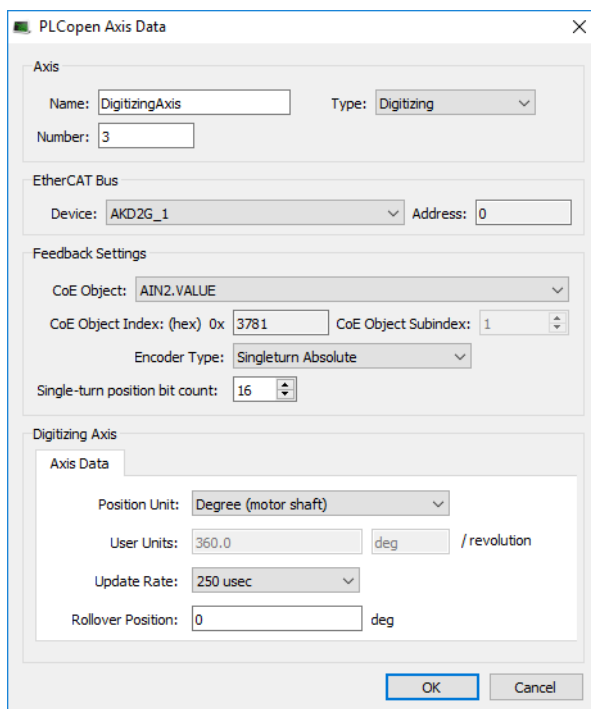 PLCopen Axis Data
Axis
Name: DigitizingAxis Type: Digitizing
Number: 3
EtherCAT Bus
Device: AKD2G_1 Address: 0
Feedback Settings
CoE Object: AIN2.VALUE
CoE Object Index: (hex) 0x 3781 CoE Object Subindex: 1
Encoder Type: Singleturn Absolute
Single-turn position bit count: 16
Digitizing Axis
Axis Data
Position Unit: Degree (motor shaft)
User Units: 360.0 deg / revolution
Update Rate: 250 usec
Rollover Position: 0 deg
OK Cancel